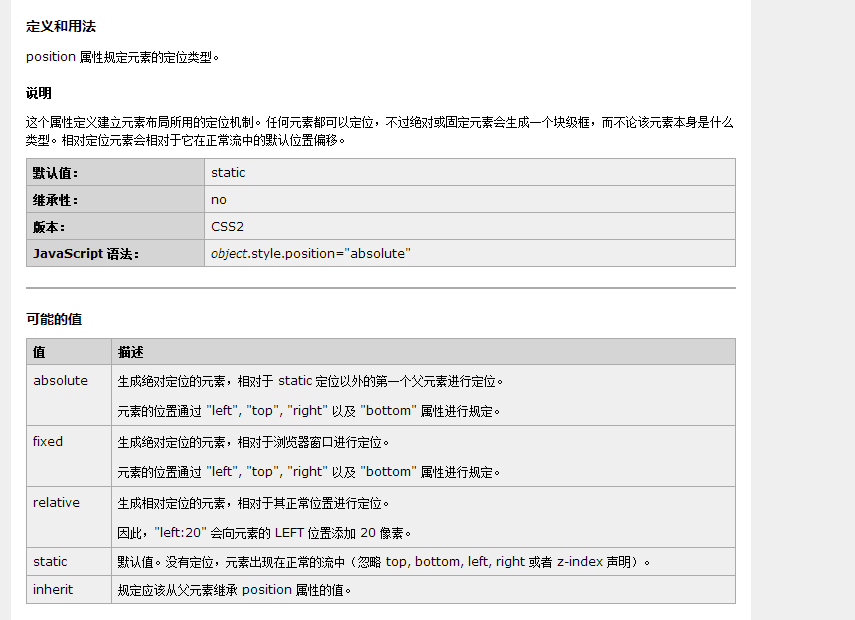 定义和用法
position 属性规定元素的定位类型。
说明
这个属性定义建立元素布局所用的定位机制。任何元素都可以定位，不过绝对或固定元素会生成一个块级框，而不论该元素本身是什么
类型。相对定位元素会相对于它在正常流中的默认位置偏移。
默认值： static
继承性： no
版本： CSS2
JavaScript 语法： object.style.position="absolute"
可能的值
值 描述
absolute 生成绝对定位的元素，相对于 static 定位以外的第一个父元素进行定位。
元素的位置通过 "left", "top", "right" 以及 "bottom" 属性进行规定。
fixed 生成绝对定位的元素，相对于浏览器窗口进行定位。
元素的位置通过 "left", "top", "right" 以及 "bottom" 属性进行规定。
relative 生成相对定位的元素，相对于其正常位置进行定位。
因此，"left:20" 会向元素的 LEFT 位置添加 20 像素。
static 默认值。没有定位，元素出现在正常的流中（忽略 top, bottom, left, right 或者 z-index 声明）。
inherit 规定应该从父元素继承 position 属性的值。